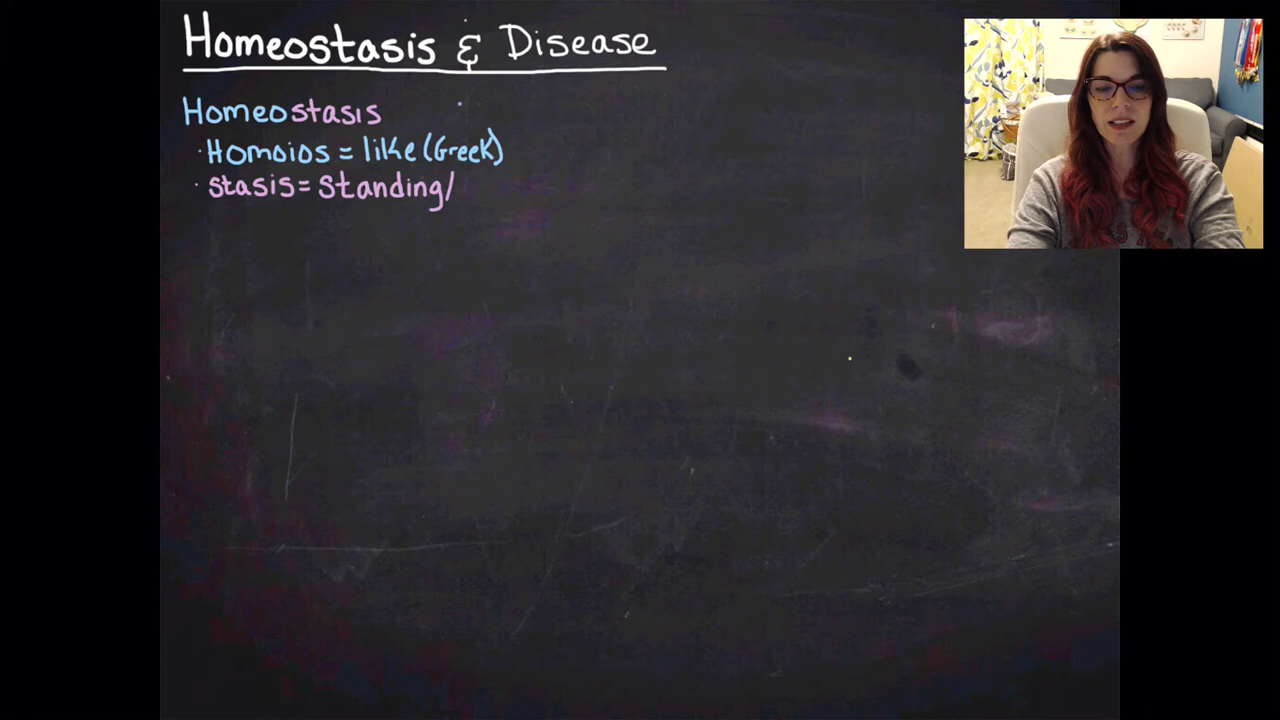 Homeostasis & Disease
Homeostasis
· Homoios = like (Greek)
· stasis = standing/